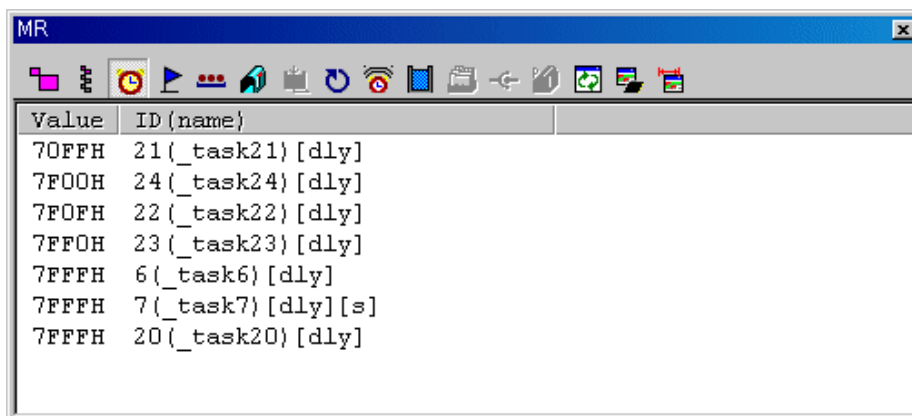 MR
Value ID(name)
70FFH 21(_task21)[dly]
7F00H 24(_task24)[dly]
7F0FH 22(_task22)[dly]
7FF0H 23(_task23)[dly]
7FFFH 6(_task6)[dly]
7FFFH 7(_task7)[dly][s]
7FFFH 20(_task20)[dly]